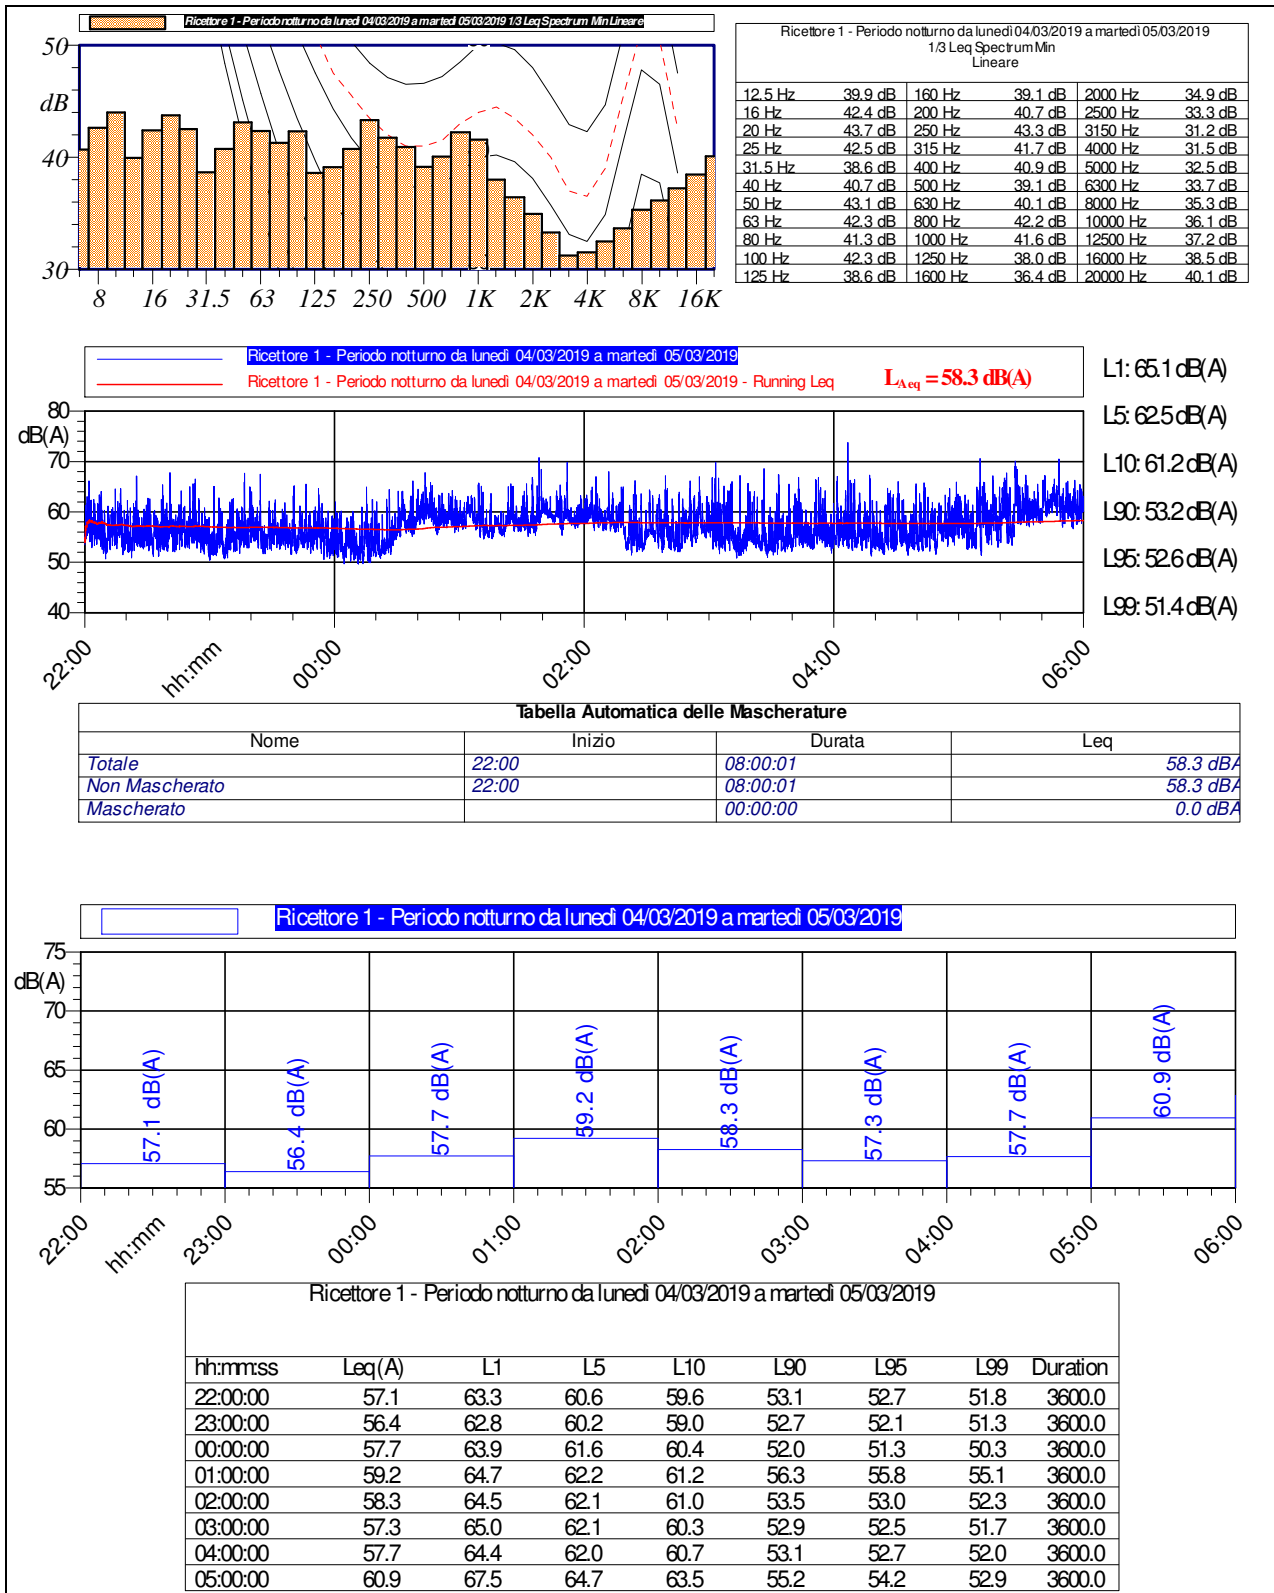 Ricettore 1 - Periodo notturno da lunedì 04/03/2019 a martedì 05/03/2019 1/3 Leq Spectrum Min Lineare
50
dB
40
30
8 16 31.5 63 125 250 500 1K 2K 4K 8K 16K
Ricettore 1 - Periodo notturno da lunedì 04/03/2019 a martedì 05/03/2019
1/3 Leq Spectrum Min
Lineare
12.5 Hz 39.9 dB 160 Hz 39.1 dB 2000 Hz 34.9 dB
16 Hz 42.4 dB 200 Hz 40.7 dB 2500 Hz 33.3 dB
20 Hz 43.7 dB 250 Hz 43.3 dB 3150 Hz 31.2 dB
25 Hz 42.5 dB 315 Hz 41.7 dB 4000 Hz 31.5 dB
31.5 Hz 38.6 dB 400 Hz 40.9 dB 5000 Hz 32.5 dB
40 Hz 40.7 dB 500 Hz 39.1 dB 6300 Hz 33.7 dB
50 Hz 43.1 dB 630 Hz 40.1 dB 8000 Hz 35.3 dB
63 Hz 42.3 dB 800 Hz 42.2 dB 10000 Hz 36.1 dB
80 Hz 41.3 dB 1000 Hz 41.6 dB 12500 Hz 37.2 dB
100 Hz 42.3 dB 1250 Hz 38.0 dB 16000 Hz 38.5 dB
125 Hz 38.6 dB 1600 Hz 36.4 dB 20000 Hz 40.1 dB
Ricettore 1 - Periodo notturno da lunedì 04/03/2019 a martedì 05/03/2019
Ricettore 1 - Periodo notturno da lunedì 04/03/2019 a martedì 05/03/2019 - Running Leq
LAeq = 58.3 dB(A)
80
dB(A)
70
60
50
40
22:00 hh:mm 00:00 02:00 04:00 06:00
L1: 65.1 dB(A)
L5: 62.5 dB(A)
L10: 61.2 dB(A)
L90: 53.2 dB(A)
L95: 52.6 dB(A)
L99: 51.4 dB(A)
Tabella Automatica delle Mascherature
Nome Inizio Durata Leq
Totale 22:00 08:00:01 58.3 dBA
Non Mascherato 22:00 08:00:01 58.3 dBA
Mascherato 00:00:00 0.0 dBA
Ricettore 1 - Periodo notturno da lunedì 04/03/2019 a martedì 05/03/2019
75
dB(A)
70
65
60
55
57.1 dB(A) 56.4 dB(A) 57.7 dB(A) 59.2 dB(A) 58.3 dB(A) 57.3 dB(A) 57.7 dB(A) 60.9 dB(A)
22:00 hh:mm 23:00 00:00 01:00 02:00 03:00 04:00 05:00 06:00
Ricettore 1 - Periodo notturno da lunedì 04/03/2019 a martedì 05/03/2019
hh:mm:ss Leq(A) L1 L5 L10 L90 L95 L99 Duration
22:00:00 57.1 63.3 60.6 59.6 53.1 52.7 51.8 3600.0
23:00:00 56.4 62.8 60.2 59.0 52.7 52.1 51.3 3600.0
00:00:00 57.7 63.9 61.6 60.4 52.0 51.3 50.3 3600.0
01:00:00 59.2 64.7 62.2 61.2 56.3 55.8 55.1 3600.0
02:00:00 58.3 64.5 62.1 61.0 53.5 53.0 52.3 3600.0
03:00:00 57.3 65.0 62.1 60.3 52.9 52.5 51.7 3600.0
04:00:00 57.7 64.4 62.0 60.7 53.1 52.7 52.0 3600.0
05:00:00 60.9 67.5 64.7 63.5 55.2 54.2 52.9 3600.0